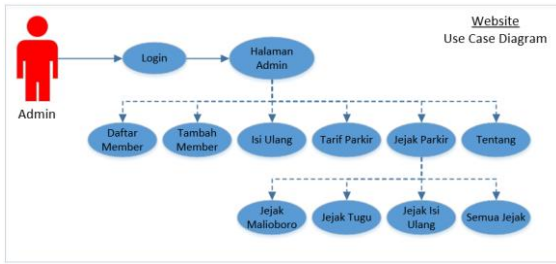 Website
Use Case Diagram
Login
Halaman
Admin
Admin
Daftar
Member
Tambah
Member
Isi Ulang
Tarif Parkir
Jejak Parkir
Tentang
Jejak
Malioboro
Jejak Tugu
Jejak Isi
Ulang
Semua Jejak